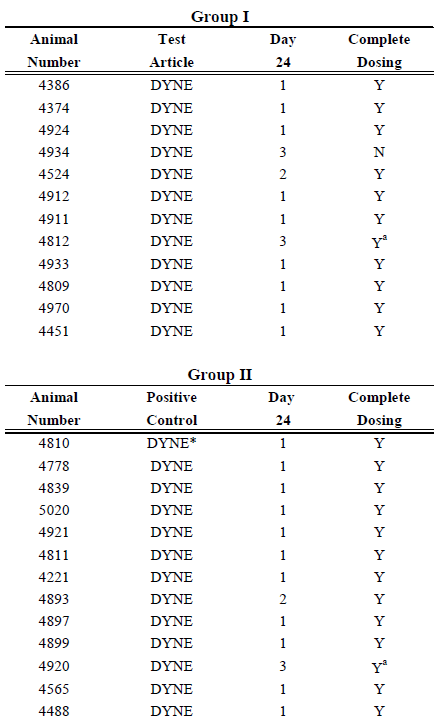 Group I
Animal Test Day Complete
Number Article 24 Dosing
4386 DYNE 1 Y
4374 DYNE 1 Y
4924 DYNE 1 Y
4934 DYNE 3 N
4524 DYNE 2 Y
4912 DYNE 1 Y
4911 DYNE 1 Y
4812 DYNE 3 Yª
4933 DYNE 1 Y
4809 DYNE 1 Y
4970 DYNE 1 Y
4451 DYNE 1 Y
Group II
Animal Positive Day Complete
Number Control 24 Dosing
4810 DYNE* 1 Y
4778 DYNE 1 Y
4839 DYNE 1 Y
5020 DYNE 1 Y
4921 DYNE 1 Y
4811 DYNE 1 Y
4221 DYNE 1 Y
4893 DYNE 2 Y
4897 DYNE 1 Y
4899 DYNE 1 Y
4920 DYNE 3 Yª
4565 DYNE 1 Y
4488 DYNE 1 Y